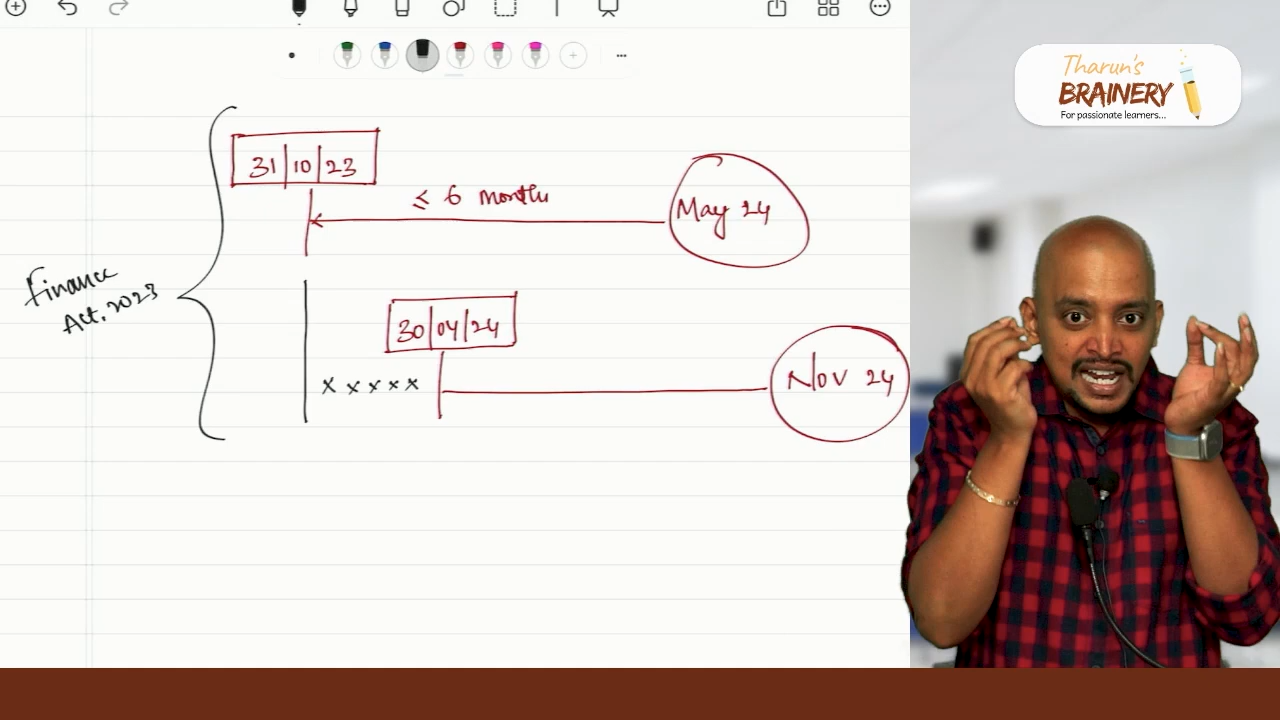 Tharun's
BRAINERY
For passionate learners...
31|10|23
≤ 6 months
May 24
Finance
Act, 2023
30|04|24
x x x x x
Nov 24